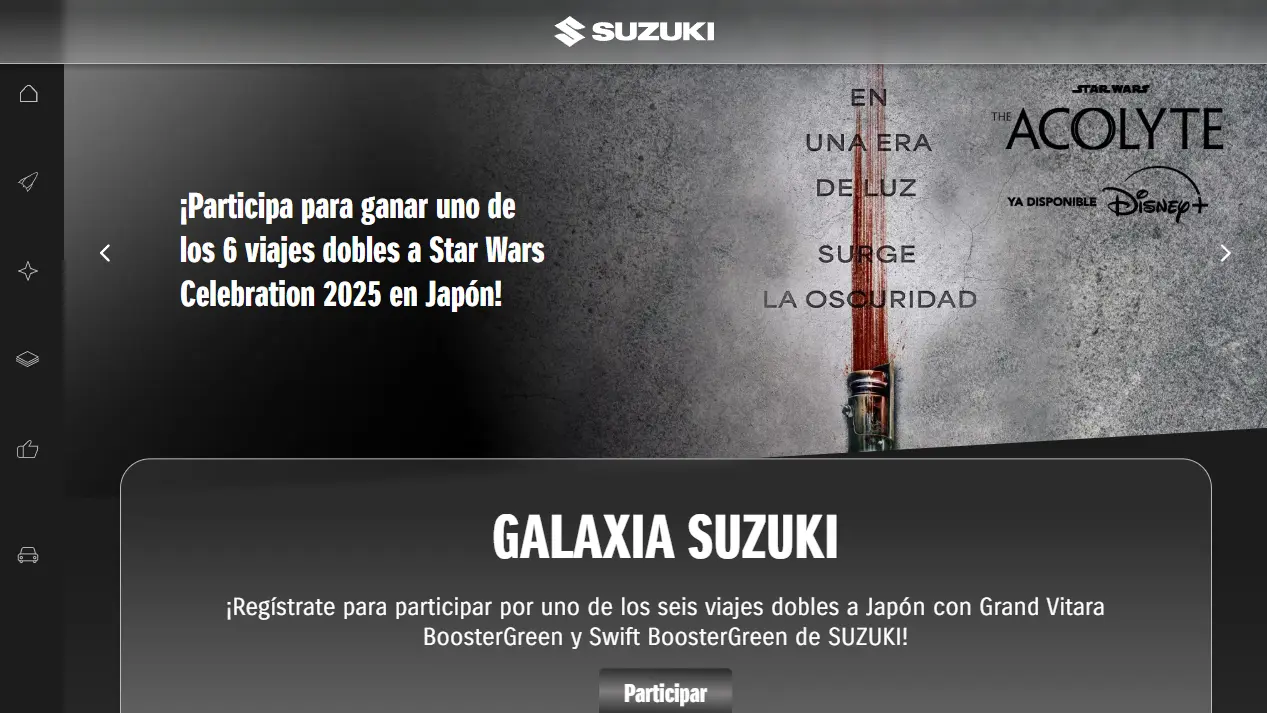 SUZUKI
¡Participa para ganar uno de
los 6 viajes dobles a Star Wars
Celebration 2025 en Japón!
EN
UNA ERA
DE LUZ
SURGE
LA OSCURIDAD
STAR WARS
THE ACOLYTE
YA DISPONIBLE Disney+
GALAXIA SUZUKI
¡Regístrate para participar por uno de los seis viajes dobles a Japón con Grand Vitara
BoosterGreen y Swift BoosterGreen de SUZUKI!
Participar